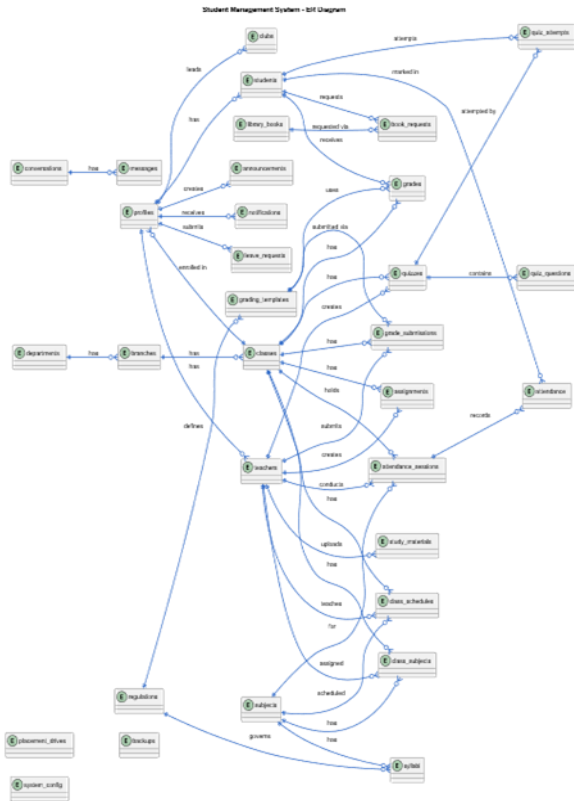 Student Management System - ER Diagram
clubs
quiz_attempts
attempts
leads
students
marked in
requests
attempted by
has
library_books
requested via
book_requests
receives
conversations
has
messages
announcements
creates
uses
grades
profiles
receives
notifications
submits
submitted via
leave_requests
has
enrolled in
has
quizzes
contains
quiz_questions
grading_templates
creates
grade_submissions
departments
has
branches
has
classes
has
has
has
holds
assignments
attendance
defines
records
submits
creates
teachers
attendance_sessions
conducts
has
uploads
study_materials
has
teaches
class_schedules
for
assigned
class_subjects
scheduled
regulations
subjects
has
governs
has
placement_drives
backups
syllabi
system_config